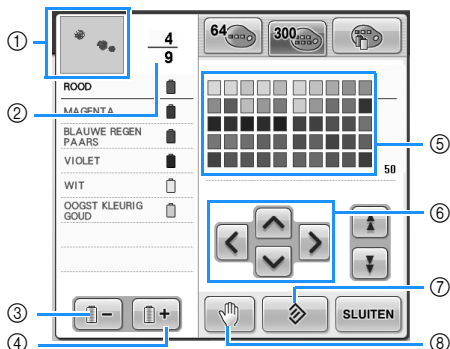 ①
4
9
64
300
②
ROOD
MAGENTA
BLAUWE REGEN
PAARS
VIOLET
WIT
OOGST KLEURIG
GOUD
⑤
50
⑥
⑦
③
④
SLUITEN
⑧